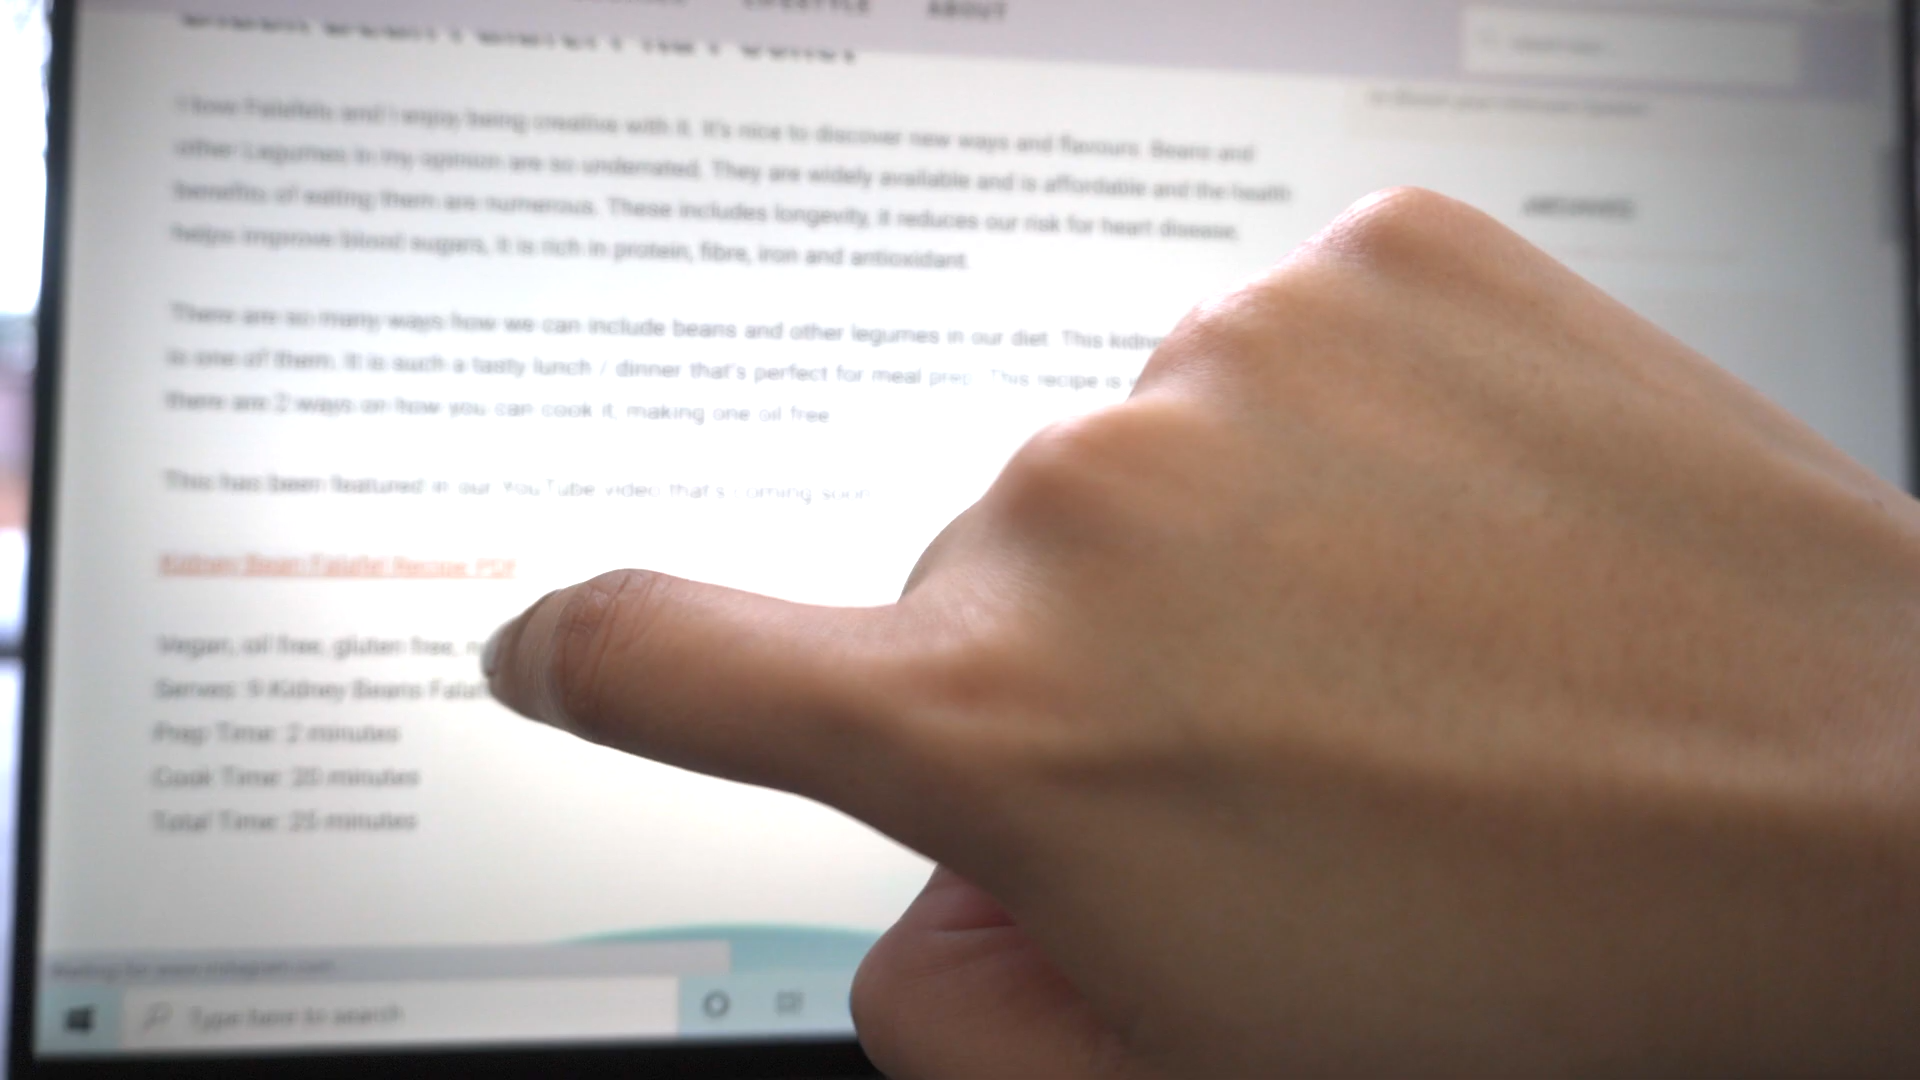 LIFESTYLE ABOUT
I love Falafels and I enjoy being creative with it. It's nice to discover new ways and flavours. Beans and
other Legumes in my opinion are so underrated. They are widely available and is affordable and the health
benefits of eating them are numerous. These includes longevity, it reduces our risk for heart disease,
helps improve blood sugars, it is rich in protein, fibre, iron and antioxidant.
There are so many ways how we can include beans and other legumes in our diet. This kidne
is one of them. It is such a tasty lunch / dinner that's perfect for meal prep. This recipe is
there are 2 ways on how you can cook it, making one oil free.
This has been featured in our YouTube video that's coming soon
Kidney Bean Falafel Recipe PDF
Vegan, oil free, gluten free,
Serves: 9 Kidney Beans Falaf
Prep Time: 2 minutes
Cook Time: 20 minutes
Total Time: 25 minutes
Waiting for www.instagram.com
Type here to search